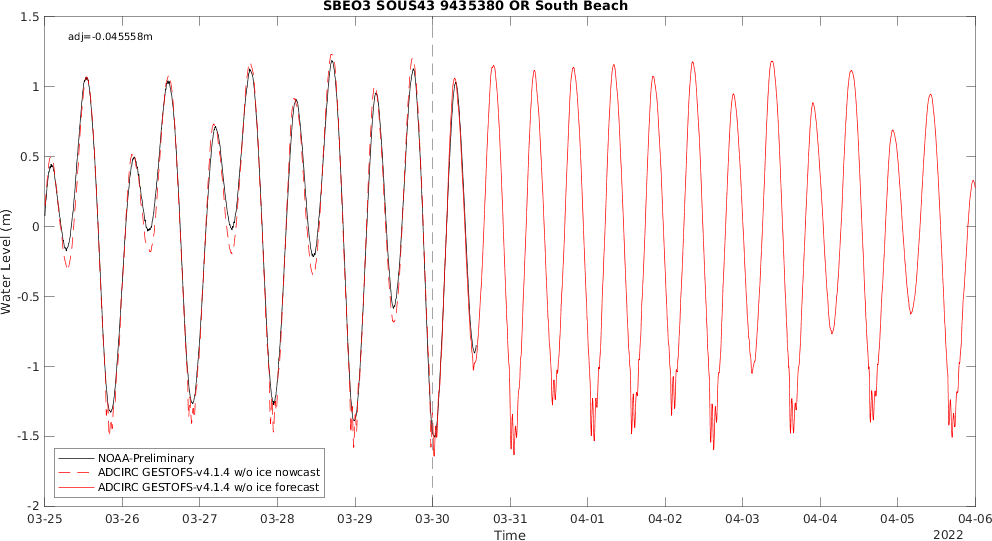 SBEO3 SOUS43 9435380 OR South Beach
adj=-0.045558m
Water Level (m)
1.5
1
0.5
0
-0.5
-1
-1.5
-2
NOAA-Preliminary
ADCIRC GESTOFS-v4.1.4 w/o ice nowcast
ADCIRC GESTOFS-v4.1.4 w/o ice forecast
03-25 03-26 03-27 03-28 03-29 03-30 03-31 04-01 04-02 04-03 04-04 04-05 04-06
Time
2022